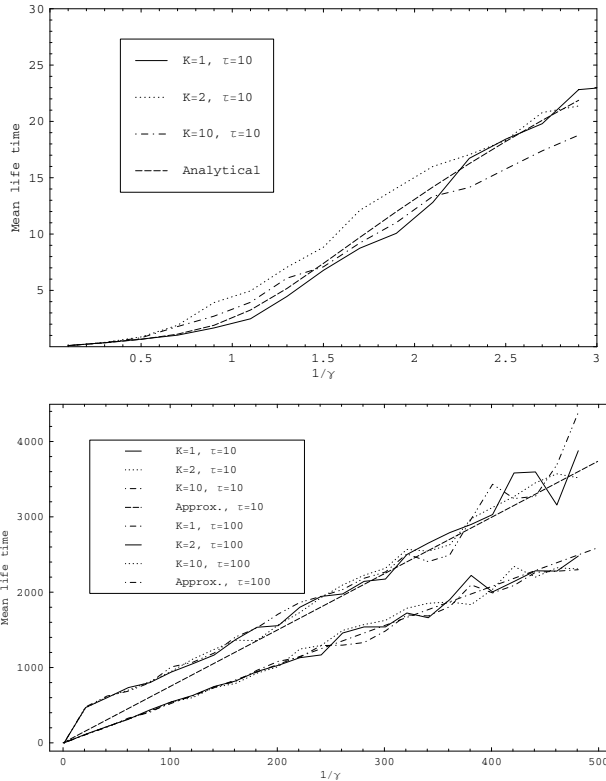 30
25
20
15
10
5
Mean life time
K=1, τ=10
K=2, τ=10
K=10, τ=10
Analytical
0.5
1
1.5
2
2.5
3
1/γ
4000
3000
2000
1000
0
Mean life time
K=1, τ=10
K=2, τ=10
K=10, τ=10
Approx., τ=10
K=1, τ=100
K=2, τ=100
K=10, τ=100
Approx., τ=100
0
100
200
300
400
500
1/γ